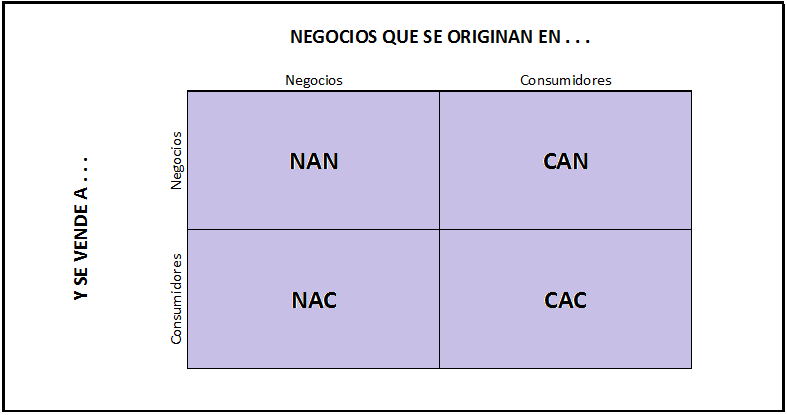 NEGOCIOS QUE SE ORIGINAN EN . . .
Negocios
Consumidores
Y SE VENDE A . . .
Negocios
NAN
CAN
Consumidores
NAC
CAC